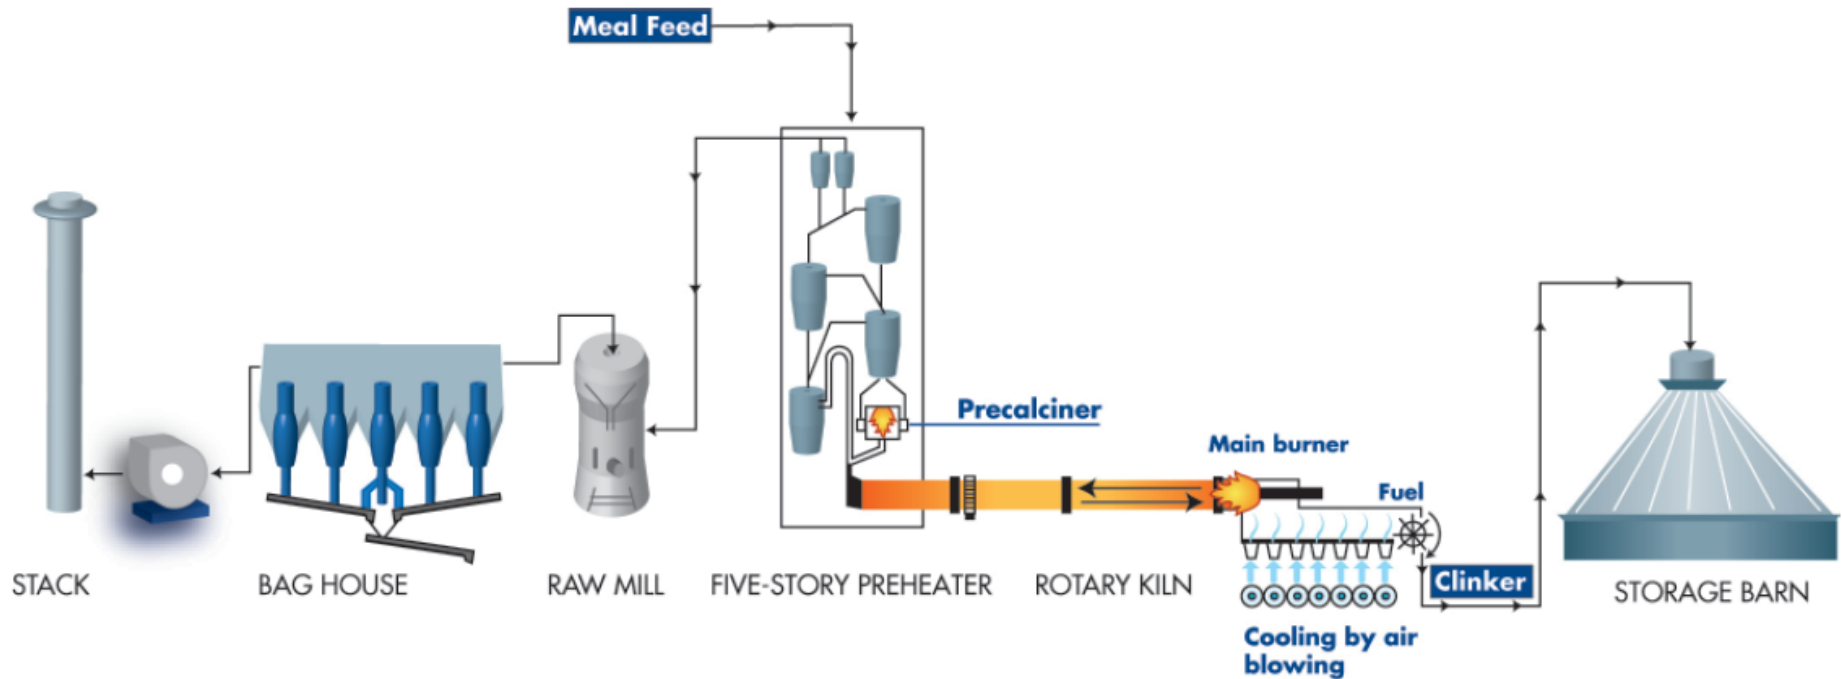 Meal Feed
Precalciner
Main burner
Fuel
Clinker
STACK
BAG HOUSE
RAW MILL
FIVE-STORY PREHEATER
ROTARY KILN
STORAGE BARN
Cooling by air
blowing